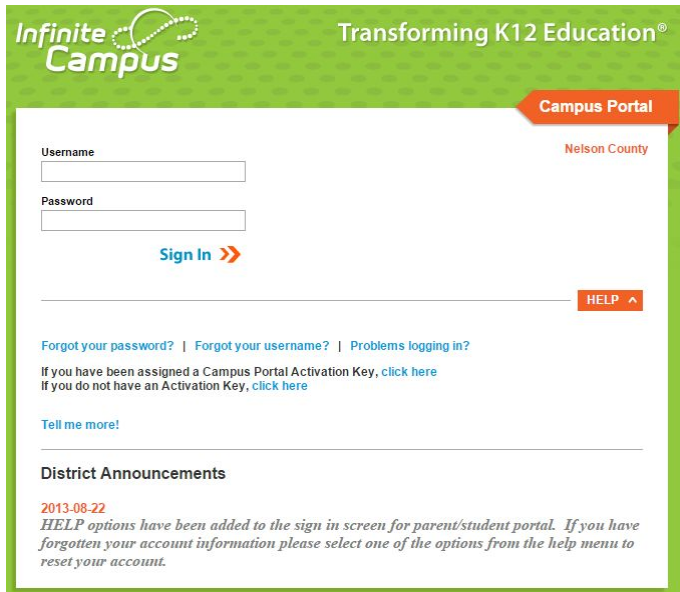 Infinite
Campus
Transforming K12 Education®
Campus Portal
Nelson County
Username
Password
Sign In
HELP
Forgot your password? | Forgot your username? | Problems logging in?
If you have been assigned a Campus Portal Activation Key, click here
If you do not have an Activation Key, click here
Tell me more!
District Announcements
2013-08-22
HELP options have been added to the sign in screen for parent/student portal. If you have
forgotten your account information please select one of the options from the help menu to
reset your account.